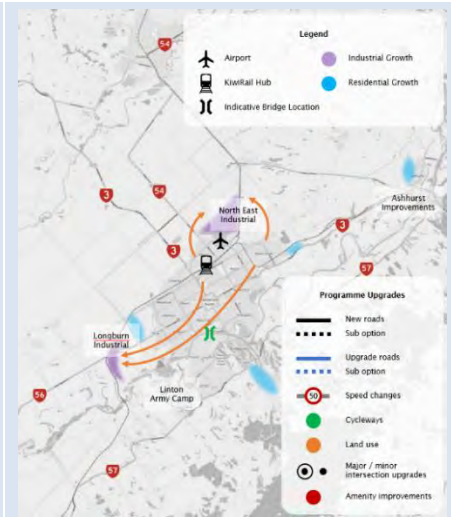 Legend
Airport
Industrial Growth
KiwiRail Hub
Residential Growth
Indicative Bridge Location
54
54
3
3
3
57
56
57
North East
Industrial
Ashhurst
Improvements
Longburn
Industrial
Linton
Army Camp
Programme Upgrades
New roads
Sub option
Upgrade roads
Sub option
50
Speed changes
Cycleways
Land use
Major / minor
intersection upgrades
Amenity improvements